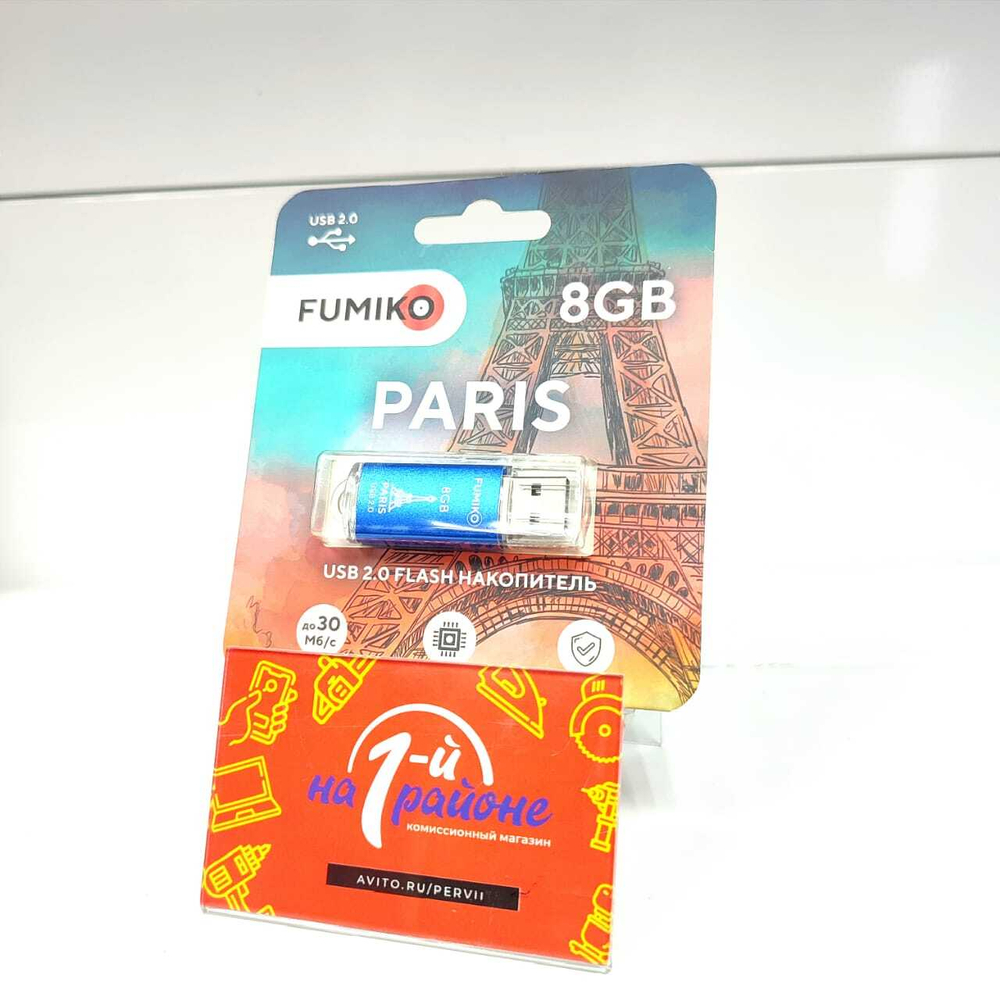 USB 2.0
FUMIKO
8GB
PARIS
FUMIKO
8GB
PARIS
USB 2.0
USB 2.0 FLASH НАКОПИТЕЛЬ
до 30
Мб/с
1-й
на районе
комиссионный магазин
AVITO.RU/PERVII